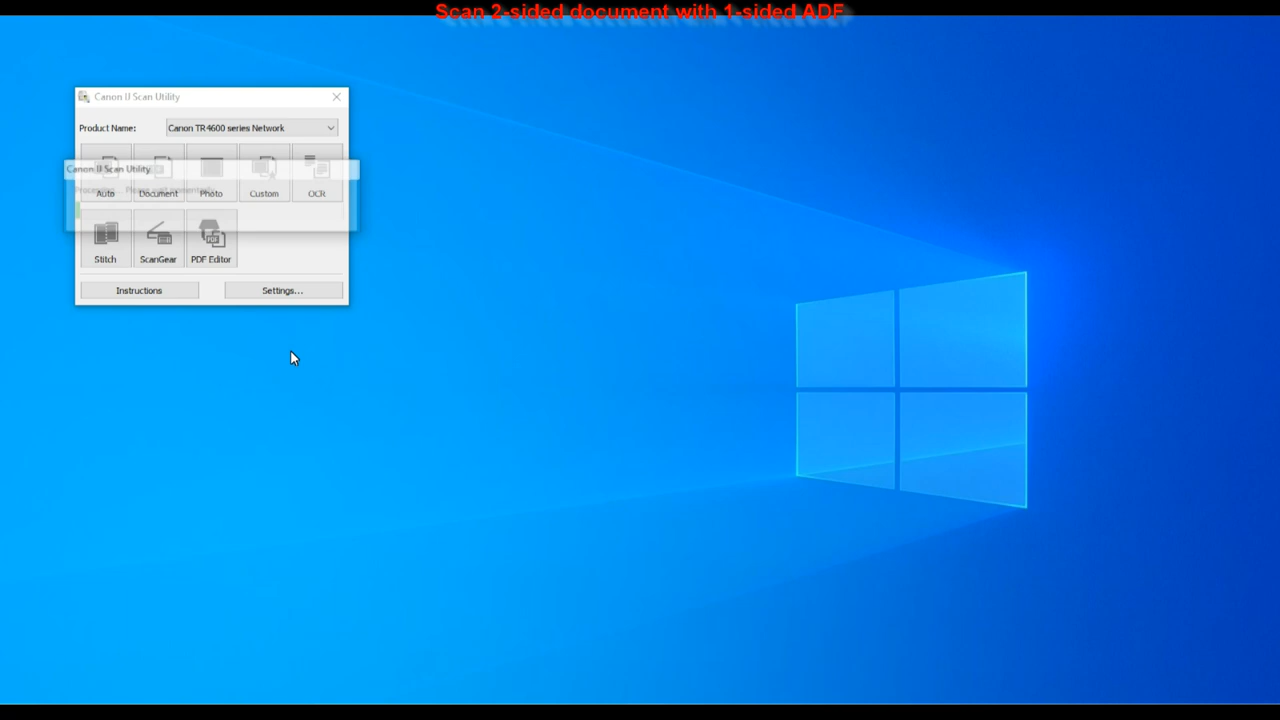 Scan 2-sided document with 1-sided ADF
Canon IJ Scan Utility
Product Name: Canon TR4600 series Network
Canon IJ Scan Utility
Auto Document Photo Custom OCR
Stitch ScanGear PDF Editor
Instructions Settings...